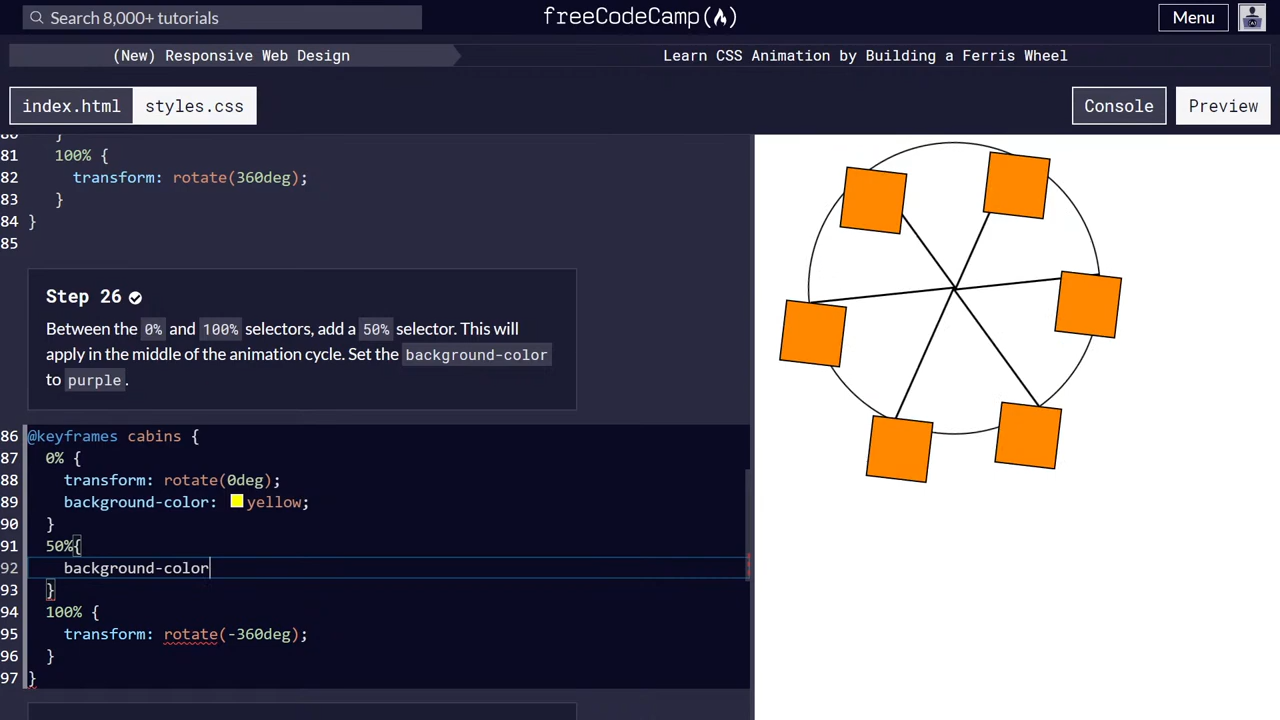 Search 8,000+ tutorials
freeCodeCamp
Menu
(New) Responsive Web Design
Learn CSS Animation by Building a Ferris Wheel
index.html
styles.css
Console
Preview
80 }
81 100% {
82 transform: rotate(360deg);
83 }
84 }
85
Step 26
Between the 0% and 100% selectors, add a 50% selector. This will
apply in the middle of the animation cycle. Set the background-color
to purple.
86 @keyframes cabins {
87 0% {
88 transform: rotate(0deg);
89 background-color: yellow;
90 }
91 50%{
92 background-color
93 }
94 100% {
95 transform: rotate(-360deg);
96 }
97 }